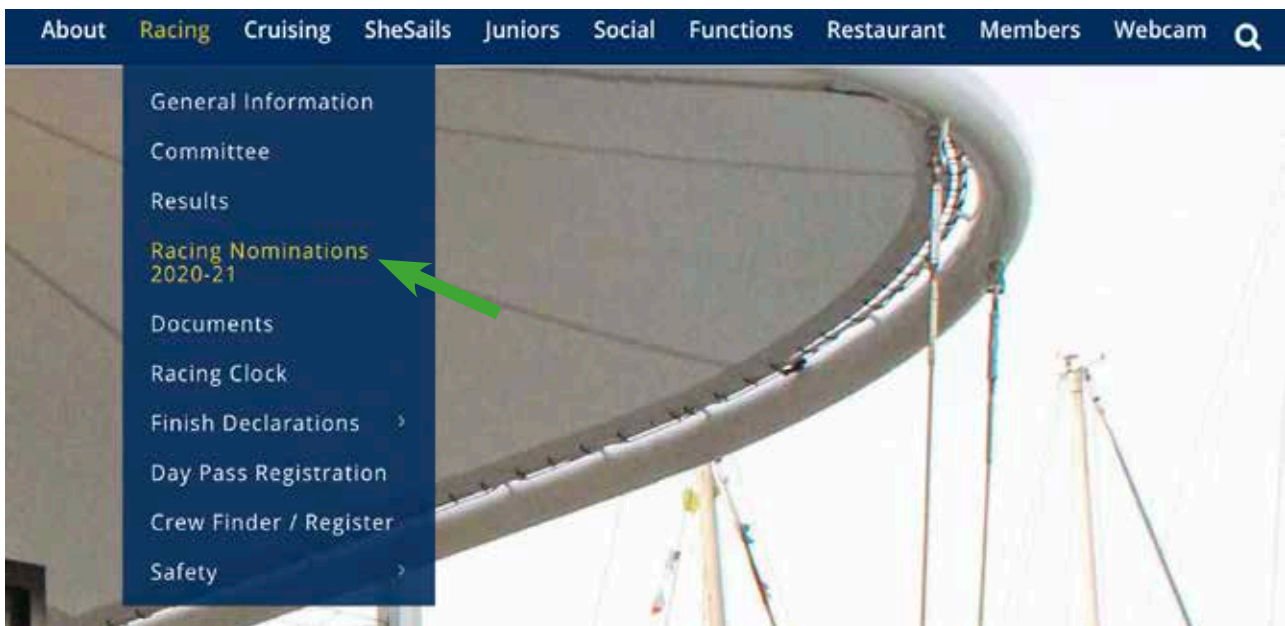 About Racing Cruising SheSails Juniors Social Functions Restaurant Members Webcam
General Information
Committee
Results
Racing Nominations
2020-21
Documents
Racing Clock
Finish Declarations
Day Pass Registration
Crew Finder / Register
Safety